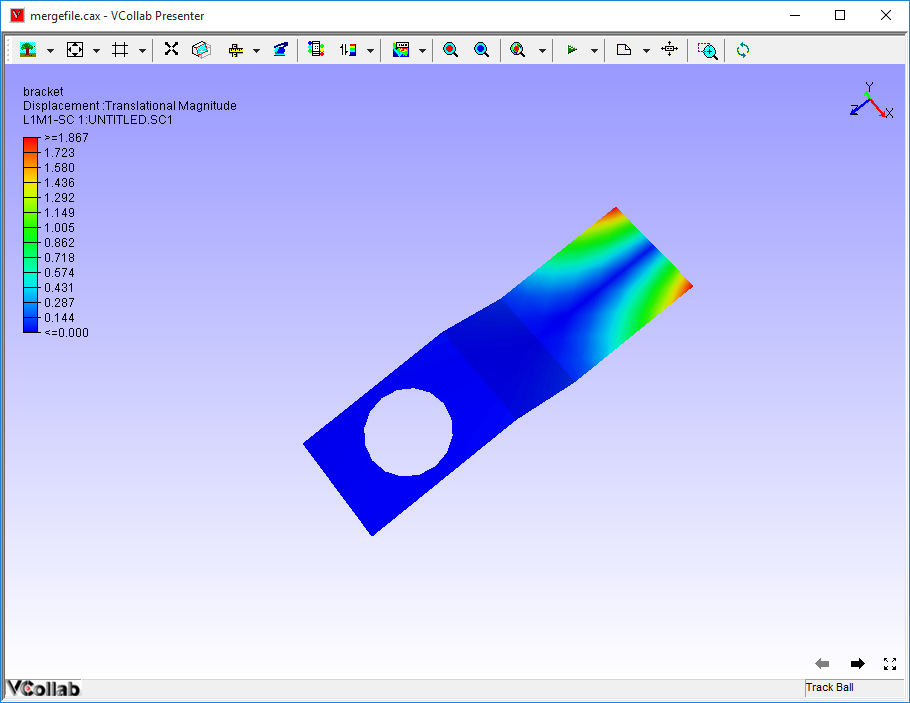 mergefile.cax - VCollab Presenter
bracket
Displacement :Translational Magnitude
L1M1-SC 1:UNTITLED.SC1
>=1.867
1.723
1.580
1.436
1.292
1.149
1.005
0.862
0.718
0.574
0.431
0.287
0.144
<=0.000
Y
Z
X
VCollab
Track Ball